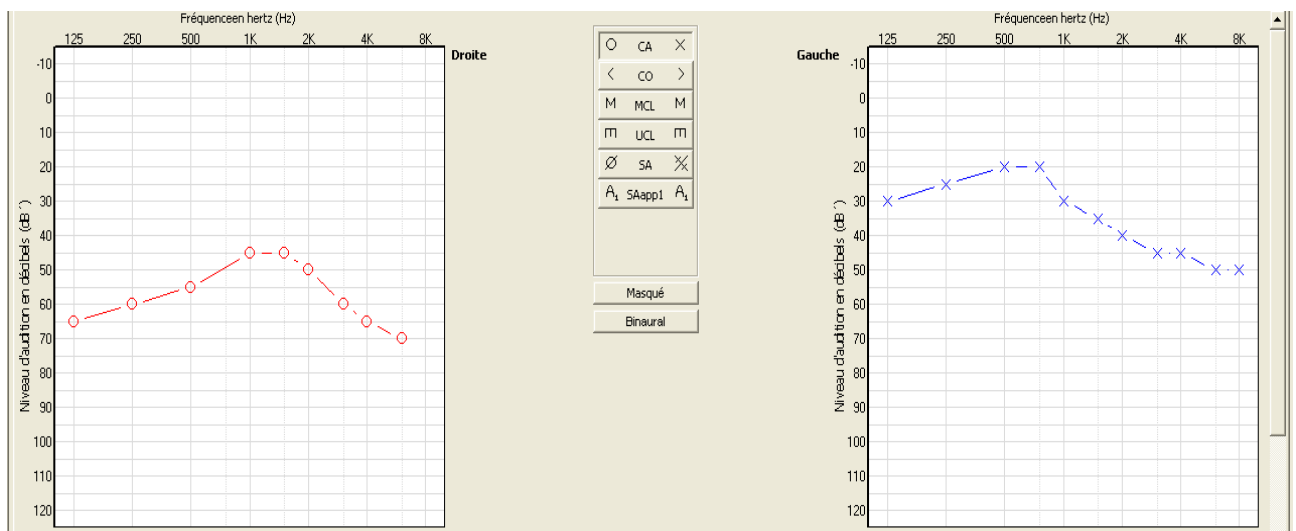 Fréquenceen hertz (Hz)
125 250 500 1K 2K 4K 8K
Droite
Niveau d'audition en décibels (dB )
-10
0
10
20
30
40
50
60
70
80
90
100
110
120
O CA X
< CO >
M MCL M
m UCL m
Ø SA X
A1 SAapp1 A1
Masqué
Binaural
Fréquenceen hertz (Hz)
125 250 500 1K 2K 4K 8K
Gauche
Niveau d'audition en décibels (dB )
-10
0
10
20
30
40
50
60
70
80
90
100
110
120